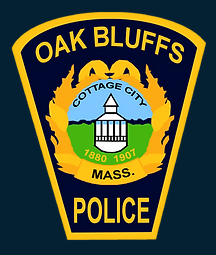 OAK BLUFFS
COTTAGE CITY
1880 1907
MASS.
POLICE